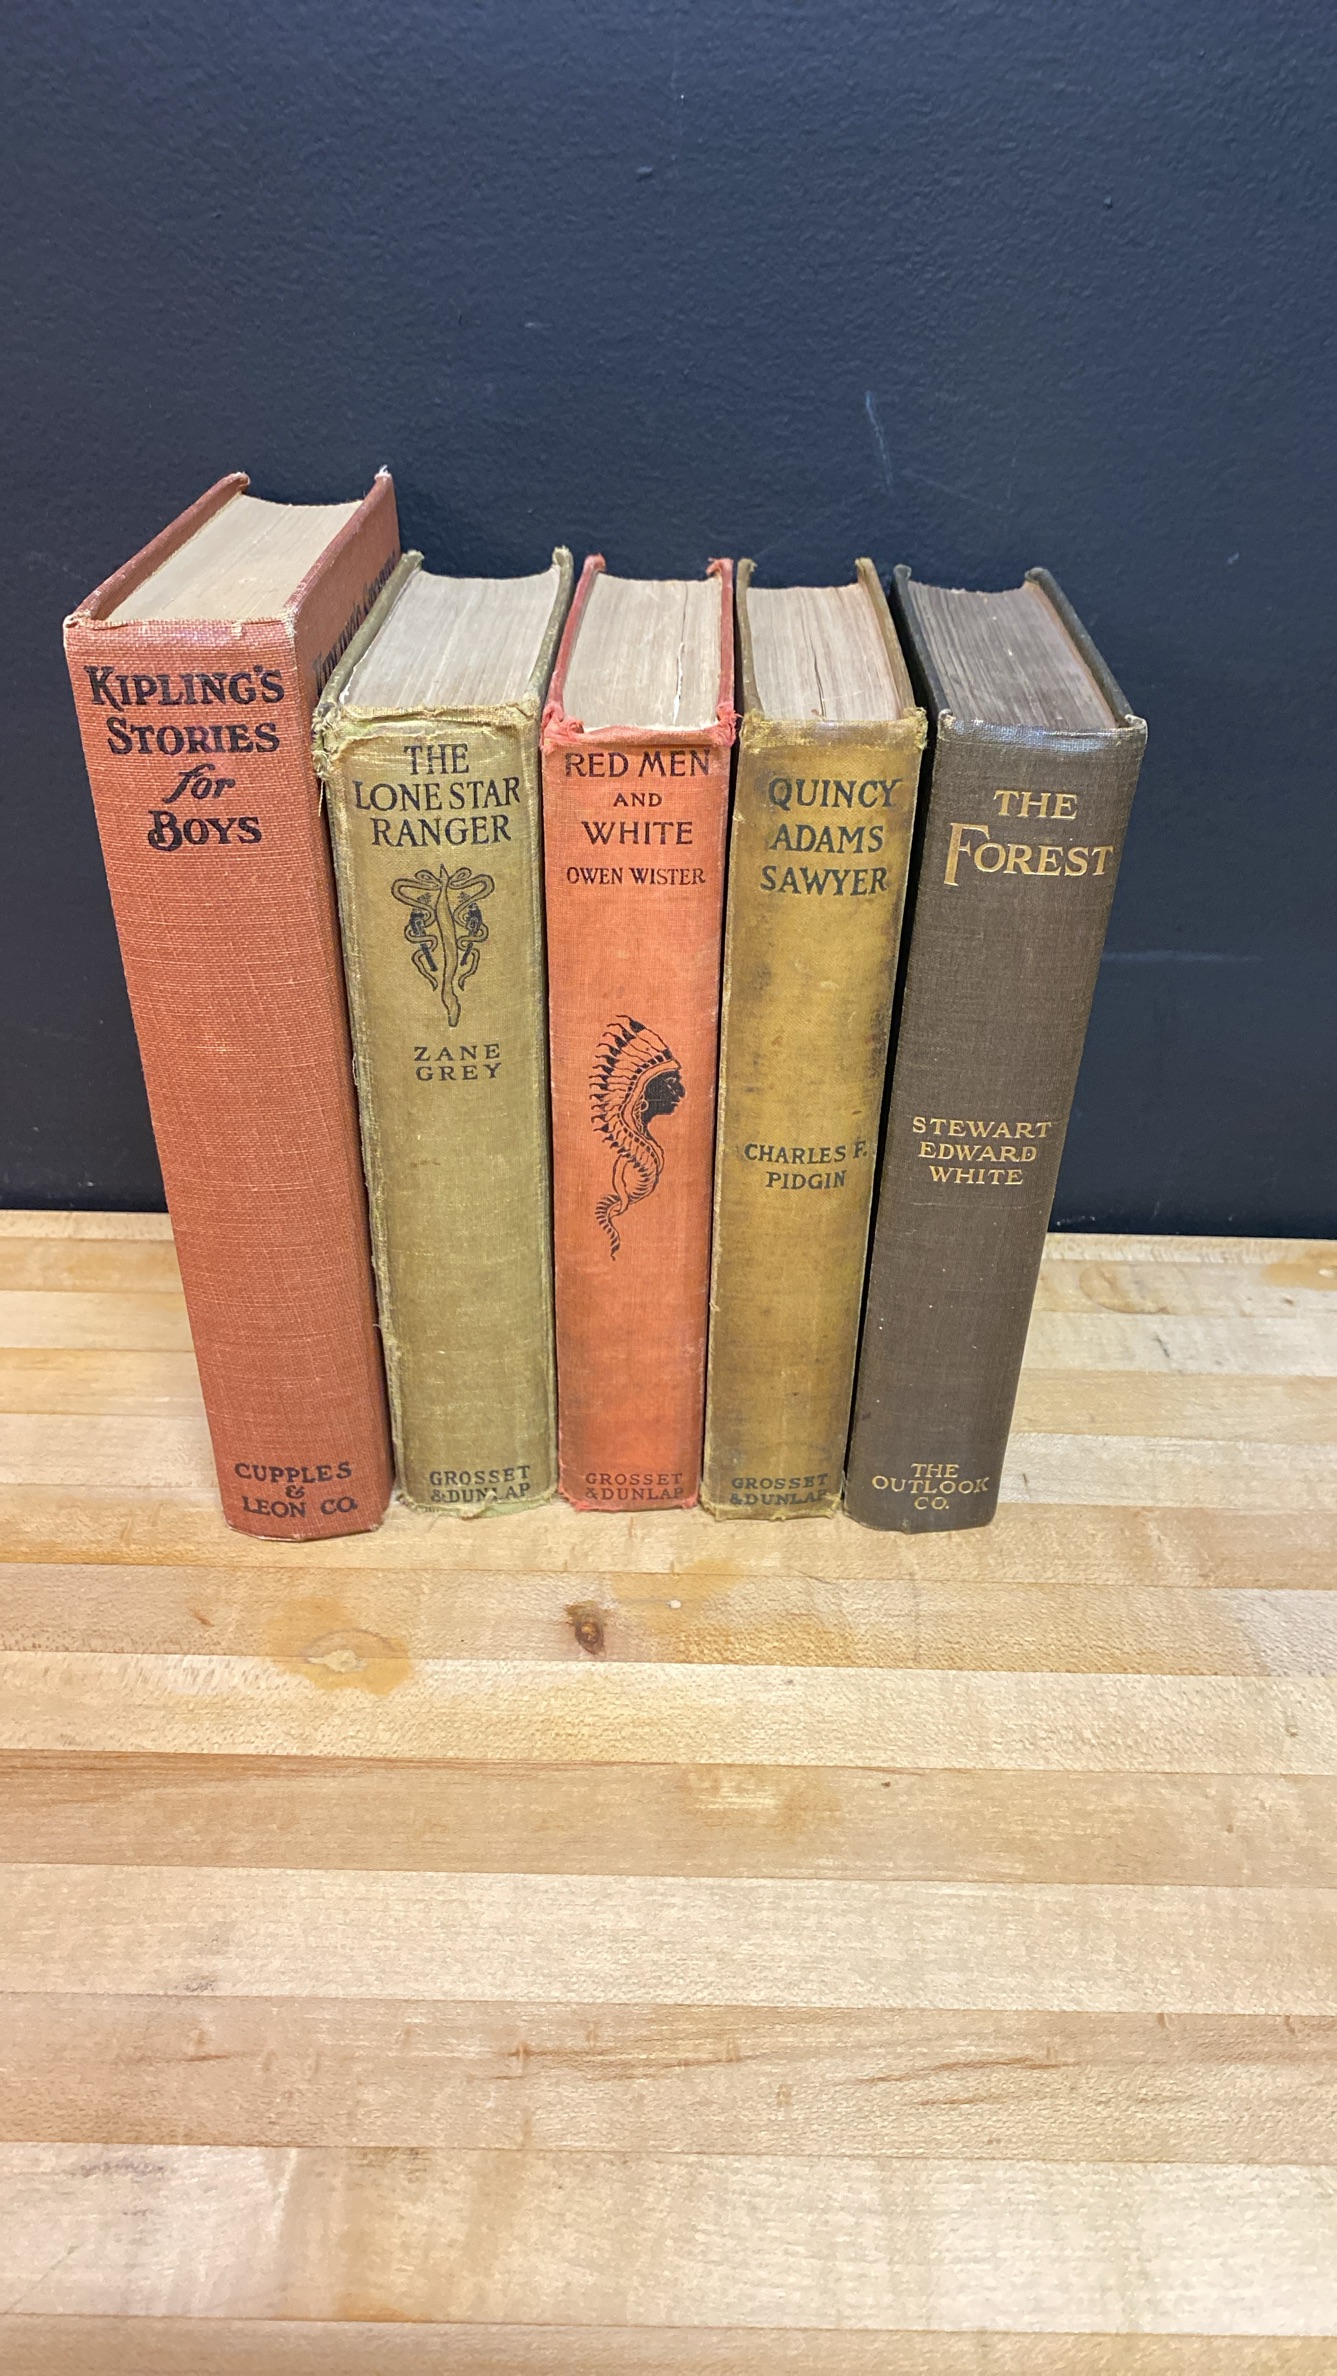 KIPLING'S
STORIES
for
BOYS
CUPPLES
&
LEON CO.
THE
LONE STAR
RANGER
ZANE
GREY
GROSSET
& DUNLAP
RED MEN
AND
WHITE
OWEN WISTER
GROSSET
& DUNLAP
QUINCY
ADAMS
SAWYER
CHARLES F.
PIDGIN
GROSSET
& DUNLAP
THE
FOREST
STEWART
EDWARD
WHITE
THE
OUTLOOK
CO.